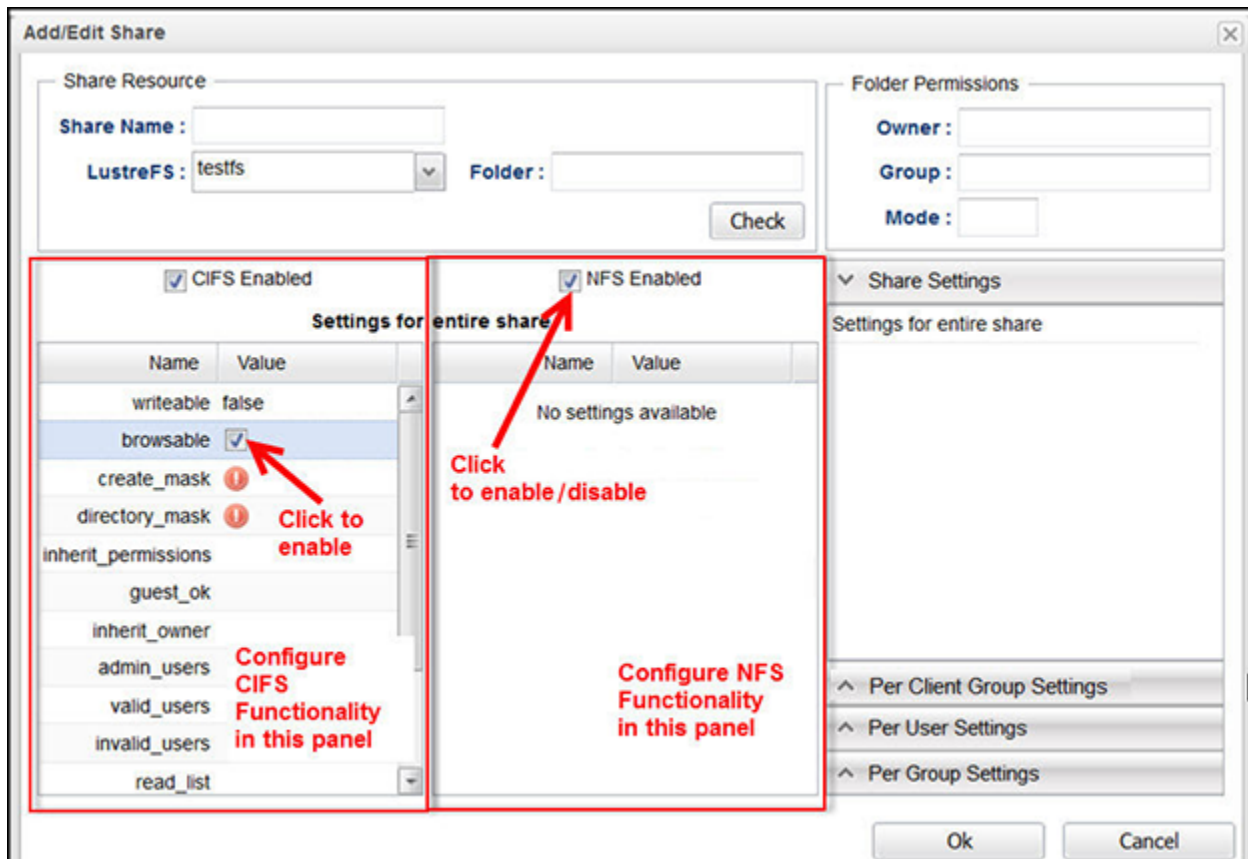 Add/Edit Share
Share Resource
Share Name :
LustreFS : testfs
Folder :
Check
Folder Permissions
Owner :
Group :
Mode :
CIFS Enabled
NFS Enabled
Settings for entire share
Name Value
writeable false
browsable
create_mask
directory_mask
inherit_permissions
guest_ok
inherit_owner
admin_users
valid_users
invalid_users
read_list
Click to
enable
Configure
CIFS
Functionality
in this panel
Name Value
No settings available
Click
to enable/disable
Configure NFS
Functionality
in this panel
Share Settings
Settings for entire share
Per Client Group Settings
Per User Settings
Per Group Settings
Ok
Cancel